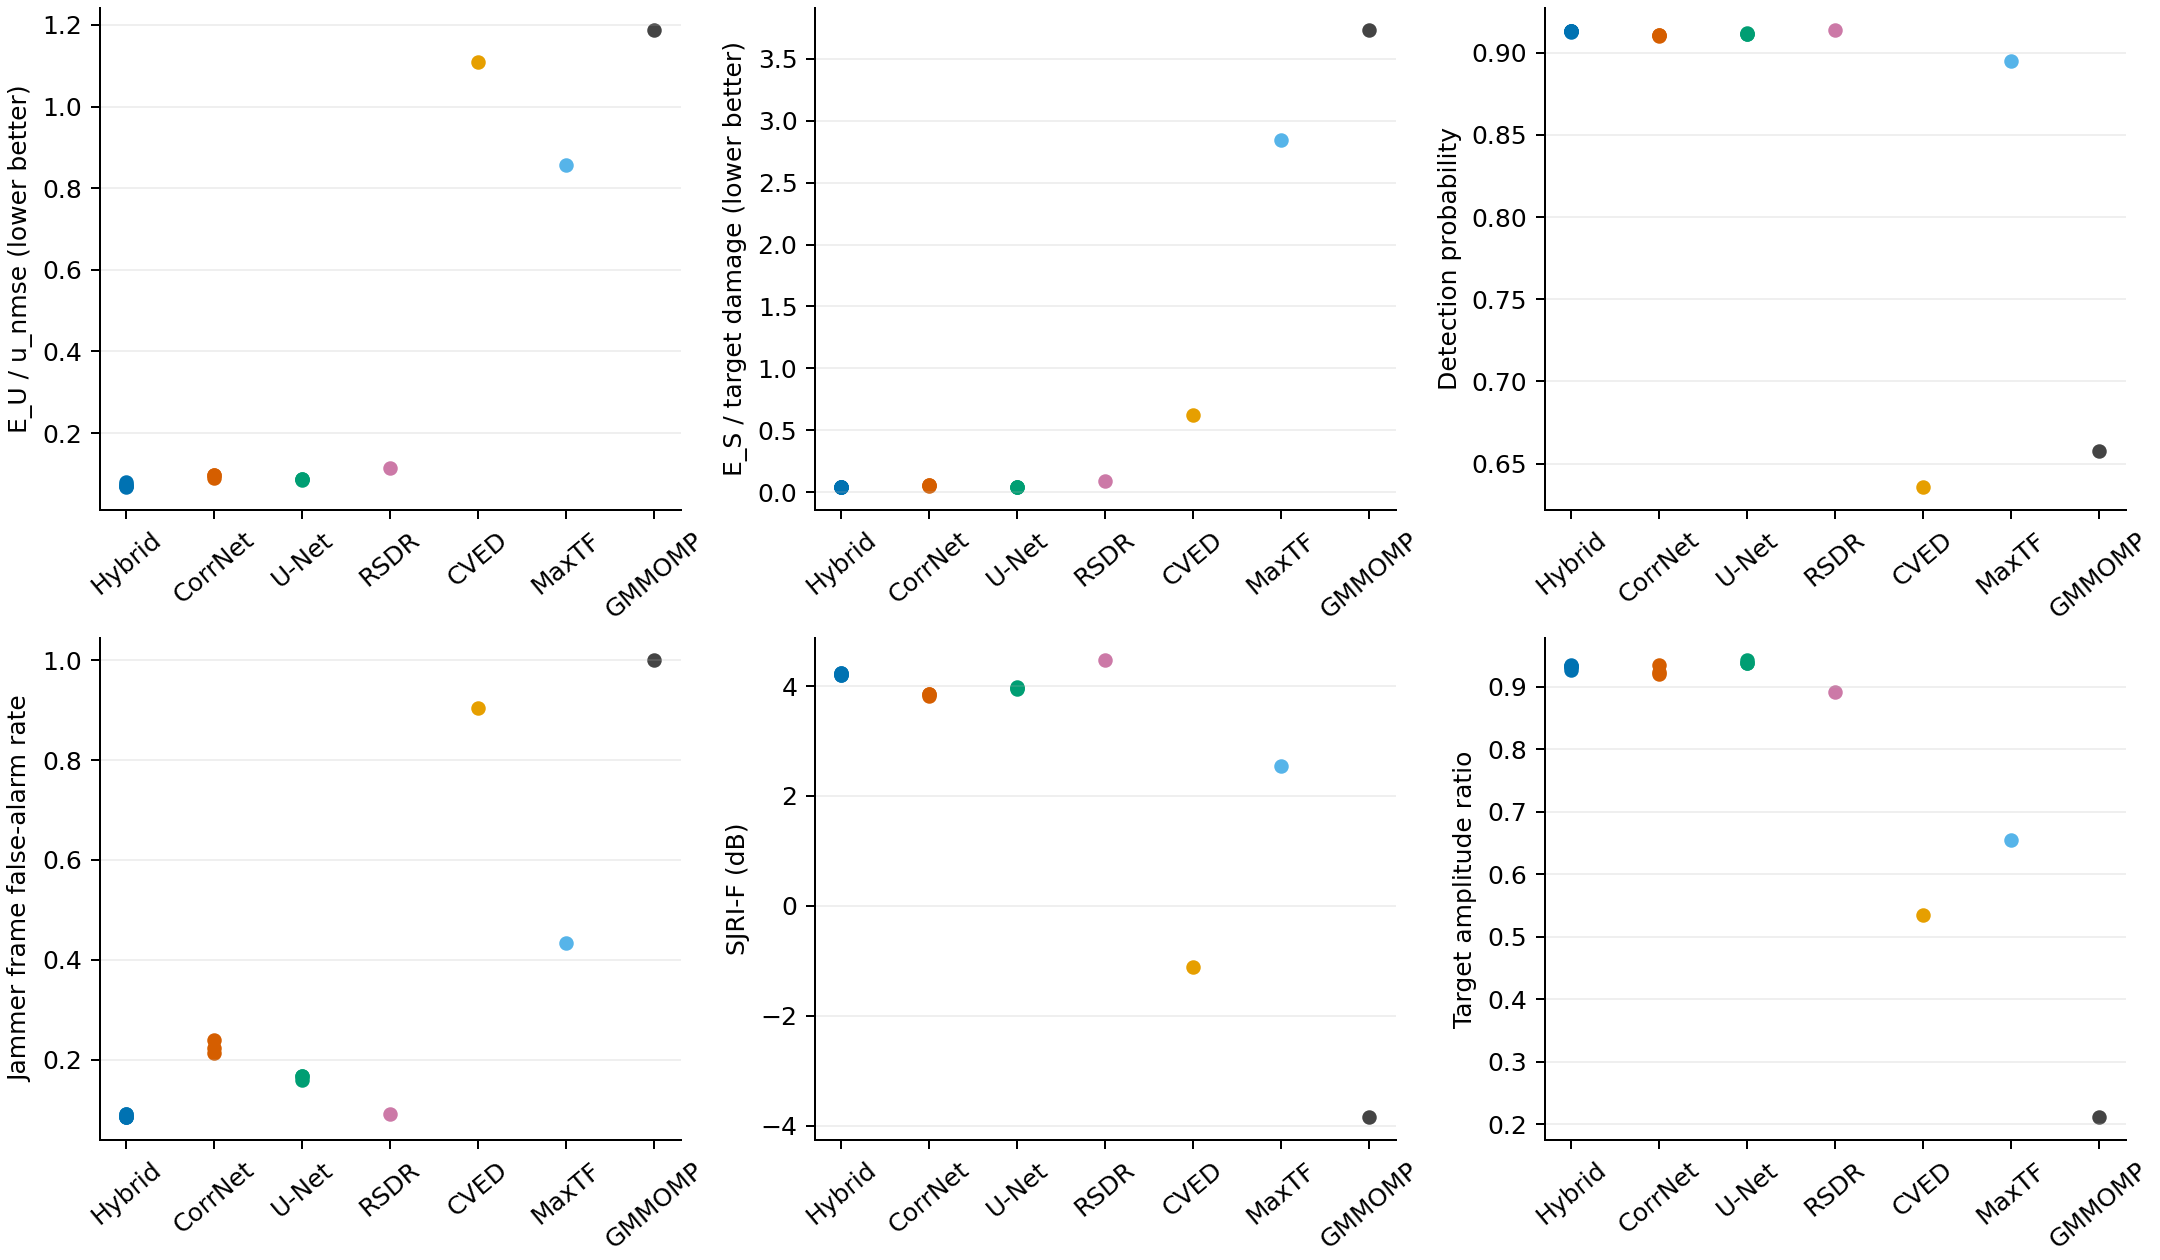 E_U / u_nmse (lower better)
1.2
1.0
0.8
0.6
0.4
0.2
Hybrid
CorrNet
U-Net
RSDR
CVED
MaxTF
GMMOMP
E_S / target damage (lower better)
3.5
3.0
2.5
2.0
1.5
1.0
0.5
0.0
Hybrid
CorrNet
U-Net
RSDR
CVED
MaxTF
GMMOMP
Detection probability
0.90
0.85
0.80
0.75
0.70
0.65
Hybrid
CorrNet
U-Net
RSDR
CVED
MaxTF
GMMOMP
Jammer frame false-alarm rate
1.0
0.8
0.6
0.4
0.2
Hybrid
CorrNet
U-Net
RSDR
CVED
MaxTF
GMMOMP
SJRI-F (dB)
4
2
0
−2
−4
Hybrid
CorrNet
U-Net
RSDR
CVED
MaxTF
GMMOMP
Target amplitude ratio
0.9
0.8
0.7
0.6
0.5
0.4
0.3
0.2
Hybrid
CorrNet
U-Net
RSDR
CVED
MaxTF
GMMOMP